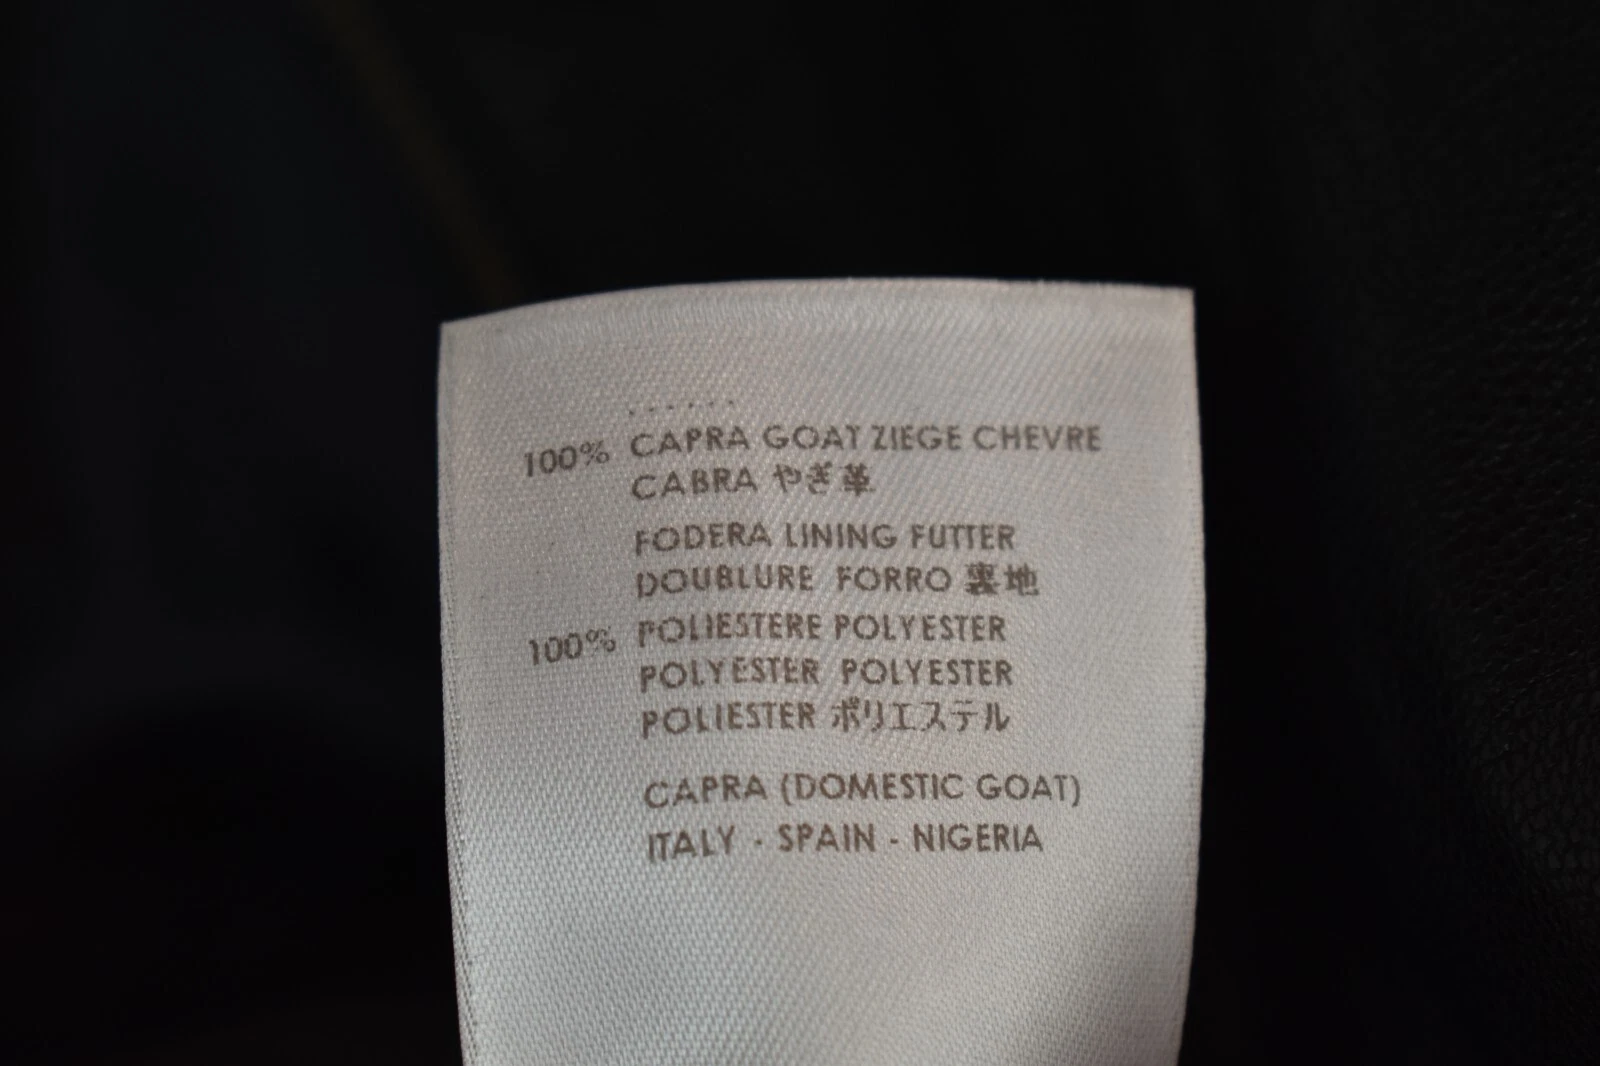 ......
100% CAPRA GOAT ZIEGE CHEVRE
CABRA やぎ革
FODERA LINING FUTTER
DOUBLURE FORRO 裏地
100% POLIESTERE POLYESTER
POLYESTER POLYESTER
POLIESTER ポリエステル
CAPRA (DOMESTIC GOAT)
ITALY - SPAIN - NIGERIA